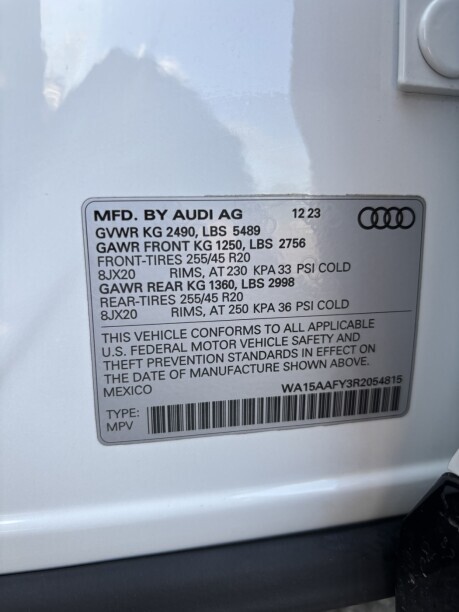 MFD. BY AUDI AG 12 23
GVWR KG 2490, LBS 5489
GAWR FRONT KG 1250, LBS 2756
FRONT-TIRES 255/45 R20
8JX20 RIMS, AT 230 KPA 33 PSI COLD
GAWR REAR KG 1360, LBS 2998
REAR-TIRES 255/45 R20
8JX20 RIMS, AT 250 KPA 36 PSI COLD
THIS VEHICLE CONFORMS TO ALL APPLICABLE
U.S. FEDERAL MOTOR VEHICLE SAFETY AND
THEFT PREVENTION STANDARDS IN EFFECT ON
THE DATE OF MANUFACTURE SHOWN ABOVE.
MEXICO WA15AAFY3R2054815
TYPE:
MPV